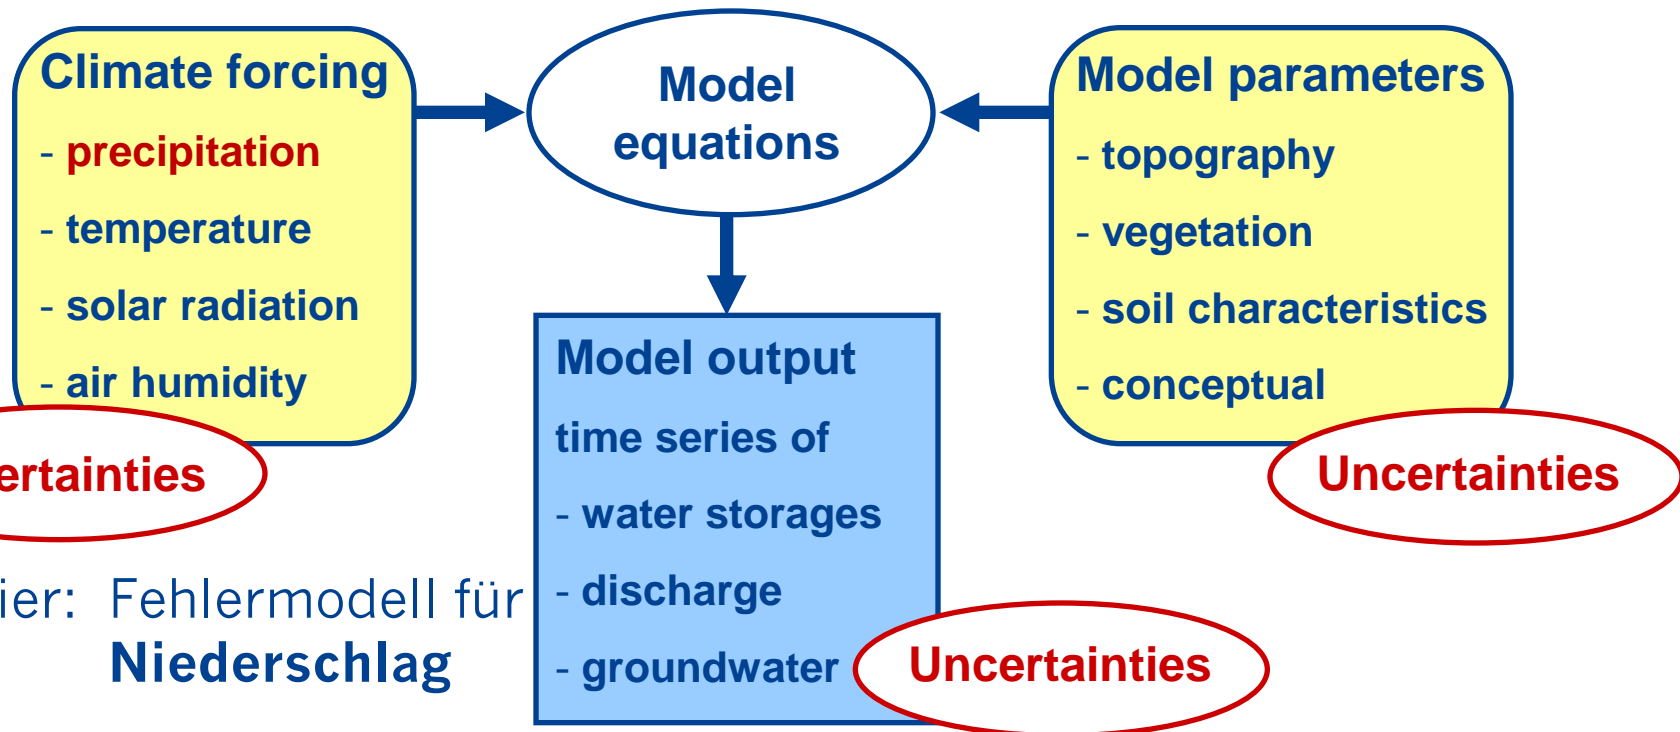 Climate forcing
- precipitation
- temperature
- solar radiation
- air humidity
ertainties
Model
equations
Model parameters
- topography
- vegetation
- soil characteristics
- conceptual
Uncertainties
Model output
time series of
- water storages
- discharge
- groundwater
Uncertainties
ier: Fehlermodell für
Niederschlag